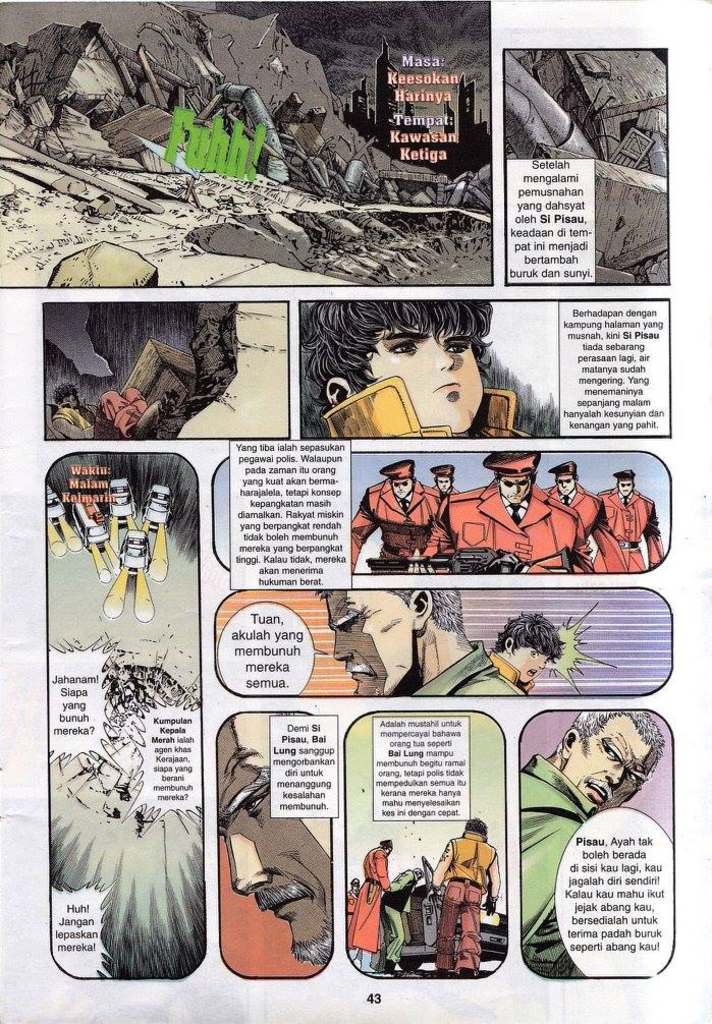 Masa:
Keesokan
Harinya
Tempat:
Kawasan
Ketiga
Fuhh!
Setelah
mengalami
pemusnahan
yang dahsyat
oleh Si Pisau,
keadaan di tem-
pat ini menjadi
bertambah
buruk dan sunyi.
Berhadapan dengan
kampung halaman yang
musnah, kini Si Pisau
tiada sebarang
perasaan lagi, air
matanya sudah
mengering. Yang
menemaninya
sepanjang malam
hanyalah kesunyian dan
kenangan yang pahit.
Waktu:
Malam
Kelmarin
Yang tiba ialah sepasukan
pegawai polis. Walaupun
pada zaman itu orang
yang kuat akan berma-
harajalela, tetapi konsep
kepangkatan masih
diamalkan. Rakyat miskin
yang berpangkat rendah
tidak boleh membunuh
mereka yang berpangkat
tinggi. Kalau tidak, mereka
akan menerima
hukuman berat.
Tuan,
akulah yang
membunuh
mereka
semua.
Jahanam!
Siapa
yang
bunuh
mereka?
Kumpulan
Kepala
Merah ialah
agen khas
Kerajaan,
siapa yang
berani
membunuh
mereka?
Huh!
Jangan
lepaskan
mereka!
Demi Si
Pisau, Bai
Lung sanggup
mengorbankan
diri untuk
menanggung
kesalahan
membunuh.
Adalah mustahil untuk
mempercayai bahawa
orang tua seperti
Bai Lung mampu
membunuh begitu ramai
orang, tetapi polis tidak
mempedulikan semua itu
kerana mereka hanya
mahu menyelesaikan
kes ini dengan cepat.
Pisau, Ayah tak
boleh berada
di sisi kau lagi, kau
jagalah diri sendiri!
Kalau kau mahu ikut
jejak abang kau,
bersedialah untuk
terima padah buruk
seperti abang kau!
43